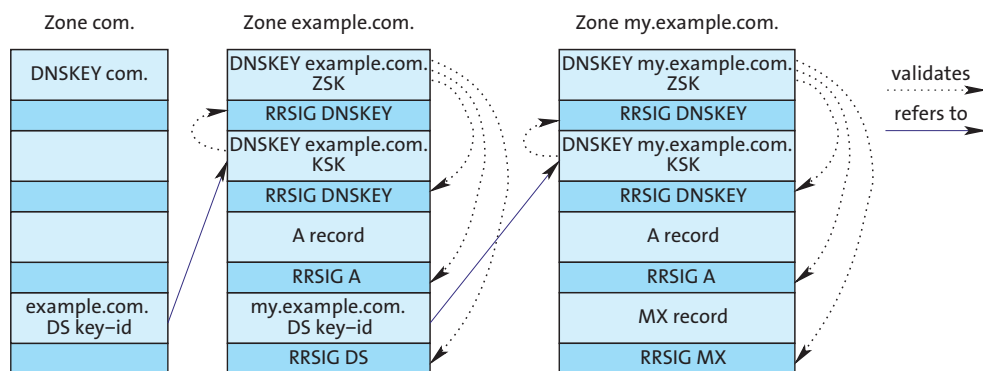 Zone com.
DNSKEY com.
example.com.
DS key–id
Zone example.com.
DNSKEY example.com.
ZSK
RRSIG DNSKEY
DNSKEY example.com.
KSK
RRSIG DNSKEY
A record
RRSIG A
my.example.com.
DS key–id
RRSIG DS
Zone my.example.com.
DNSKEY my.example.com.
ZSK
RRSIG DNSKEY
DNSKEY my.example.com.
KSK
RRSIG DNSKEY
A record
RRSIG A
MX record
RRSIG MX
validates
refers to